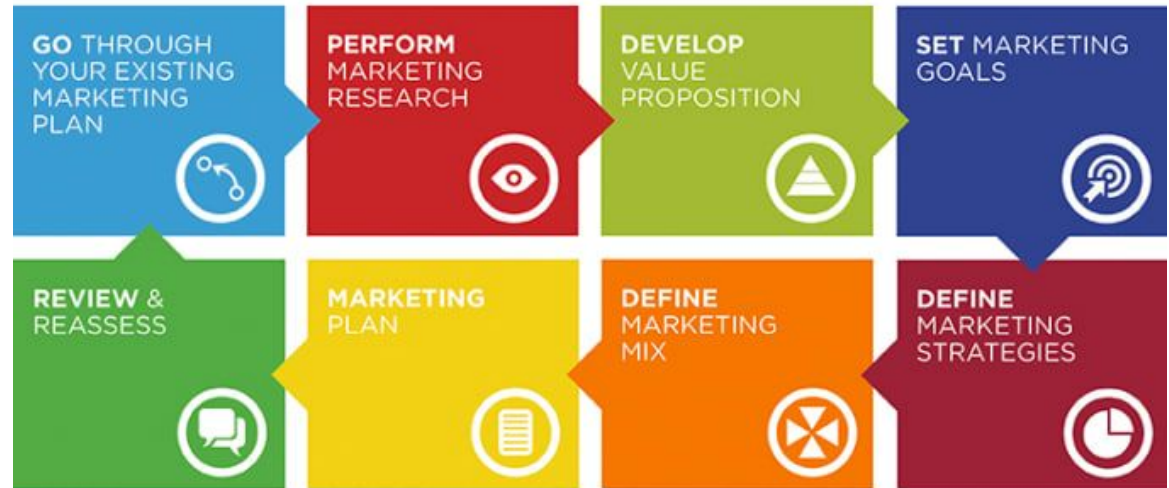 GO THROUGH
YOUR EXISTING
MARKETING
PLAN
PERFORM
MARKETING
RESEARCH
DEVELOP
VALUE
PROPOSITION
SET MARKETING
GOALS
DEFINE
MARKETING
STRATEGIES
DEFINE
MARKETING
MIX
MARKETING
PLAN
REVIEW &
REASSESS